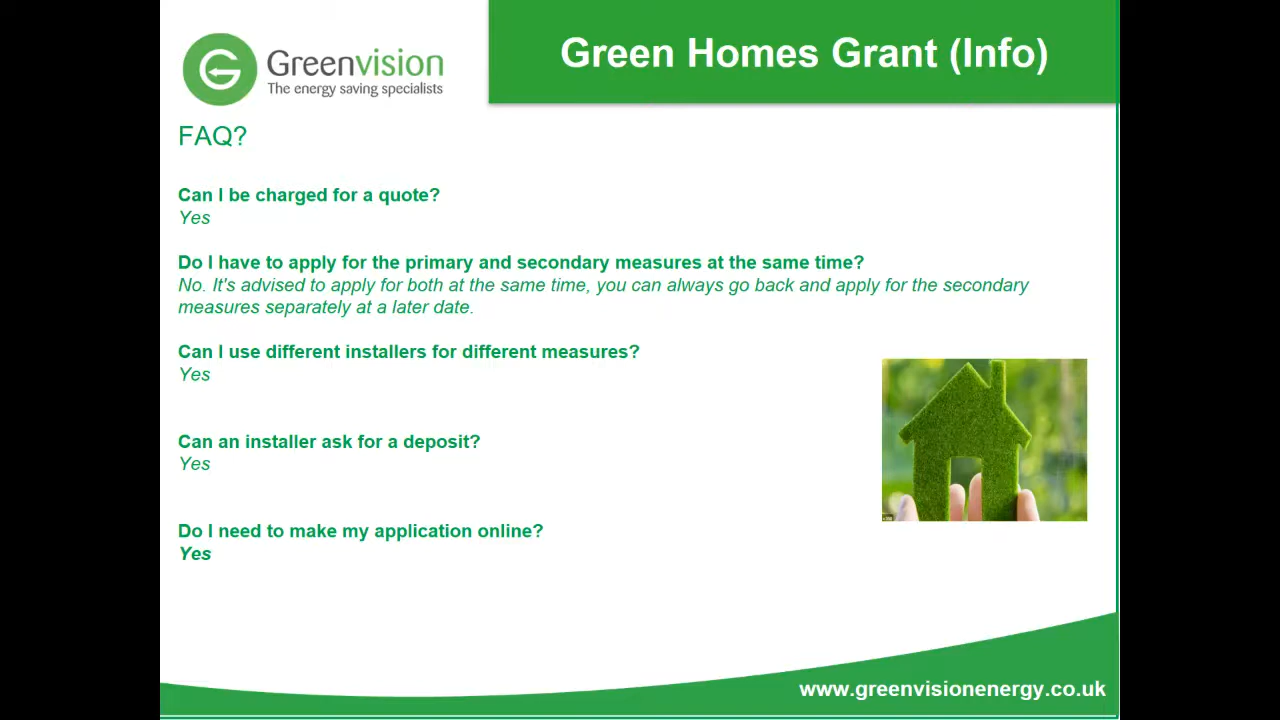 Greenvision
The energy saving specialists
Green Homes Grant (Info)
FAQ?
Can I be charged for a quote?
Yes
Do I have to apply for the primary and secondary measures at the same time?
No. It's advised to apply for both at the same time, you can always go back and apply for the secondary
measures separately at a later date.
Can I use different installers for different measures?
Yes
Can an installer ask for a deposit?
Yes
Do I need to make my application online?
Yes
www.greenvisionenergy.co.uk